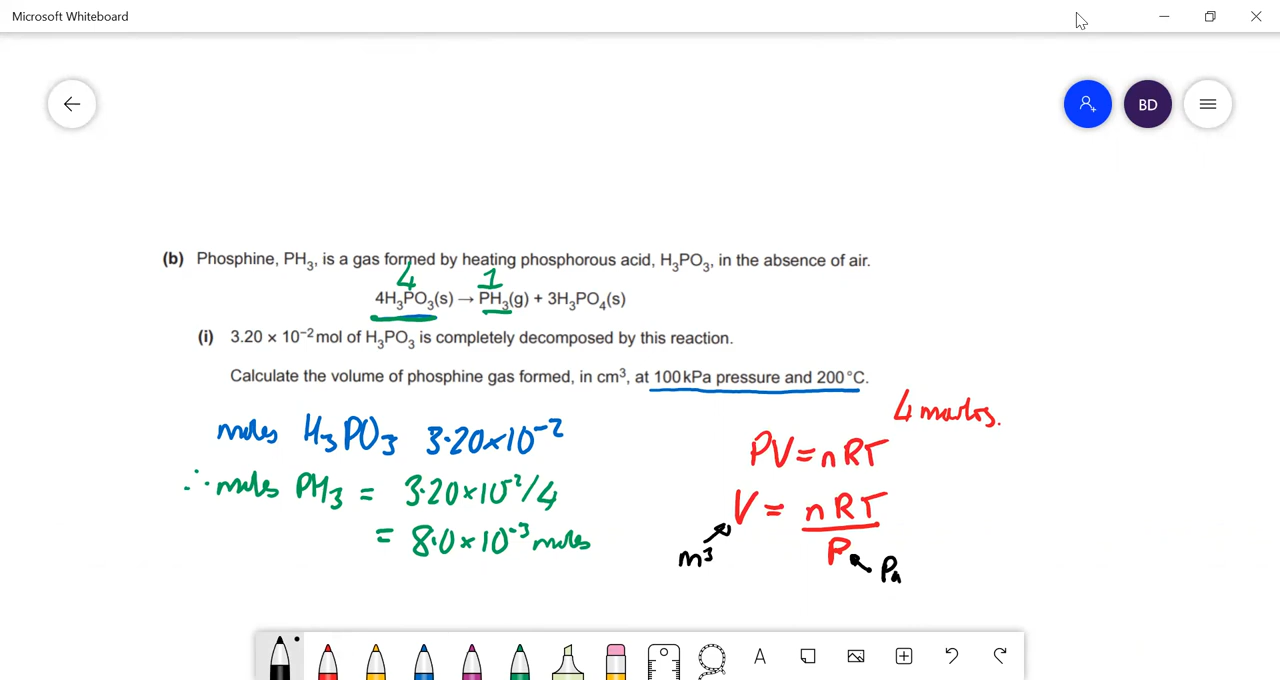 Microsoft Whiteboard
BD
(b) Phosphine, PH₃, is a gas formed by heating phosphorous acid, H₃PO₃, in the absence of air.
4 1
4H₃PO₃(s) → PH₃(g) + 3H₃PO₄(s)
(i) 3.20 × 10⁻² mol of H₃PO₃ is completely decomposed by this reaction.
Calculate the volume of phosphine gas formed, in cm³, at 100 kPa pressure and 200 °C.
4 marks.
moles H₃PO₃ 3.20×10⁻²
∴ moles PH₃ = 3.20×10⁻²/4
= 8.0×10⁻³ moles
PV = nRT
V = nRT
P
m³
Pa
A